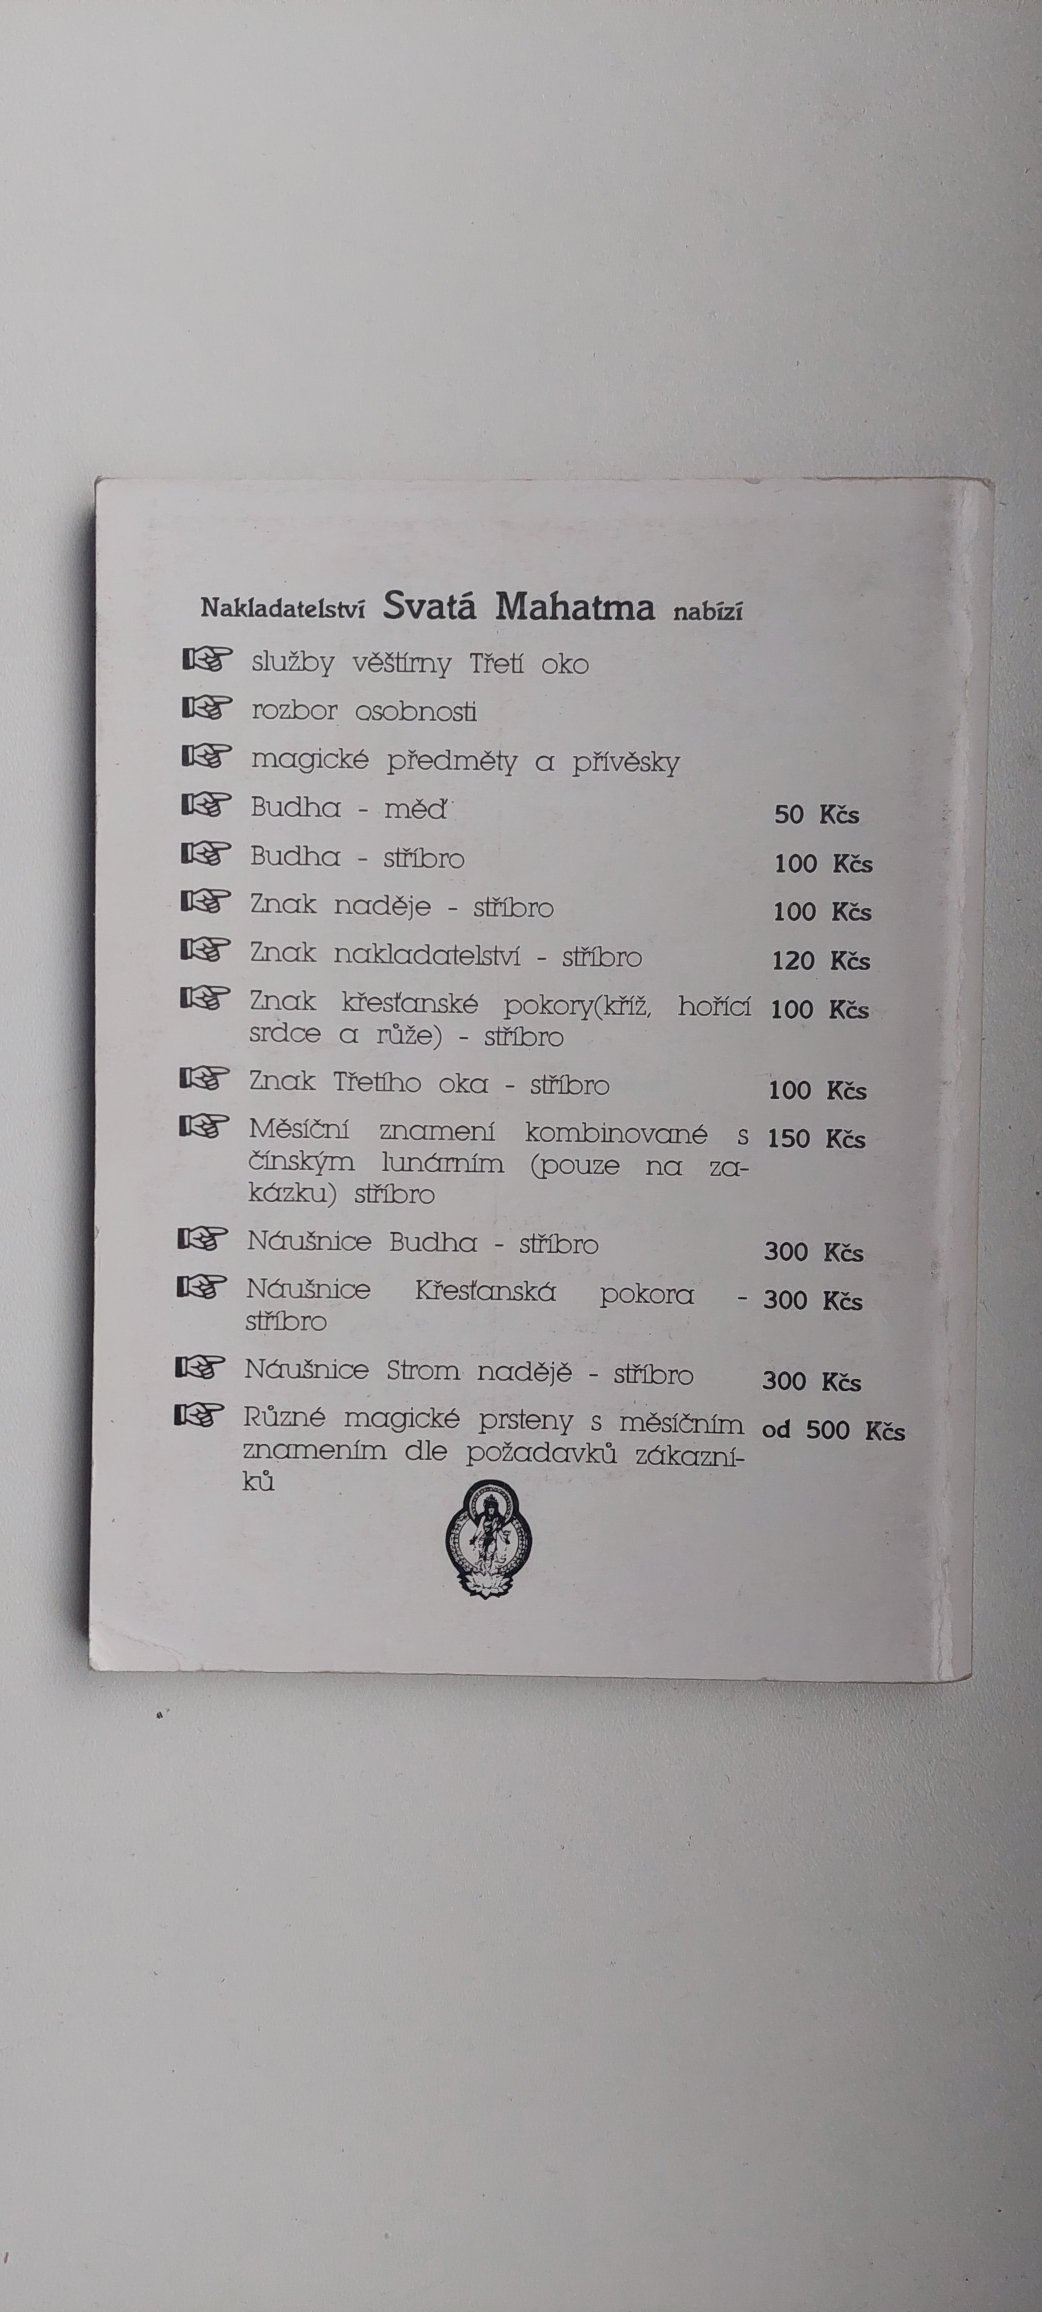 Nakladatelství Svatá Mahatma nabízí
služby věštírny Třetí oko
rozbor osobnosti
magické předměty a přívěsky
Budha - měď 50 Kčs
Budha - stříbro 100 Kčs
Znak naděje - stříbro 100 Kčs
Znak nakladatelství - stříbro 120 Kčs
Znak křesťanské pokory(kříž, hořící 100 Kčs
srdce a růže) - stříbro
Znak Třetího oka - stříbro 100 Kčs
Měsíční znamení kombinované s 150 Kčs
čínským lunárním (pouze na za-
kázku) stříbro
Náušnice Budha - stříbro 300 Kčs
Náušnice Křesťanská pokora - 300 Kčs
stříbro
Náušnice Strom nadějě - stříbro 300 Kčs
Různé magické prsteny s měsíčním od 500 Kčs
znamením dle požadavků zákazní-
ků